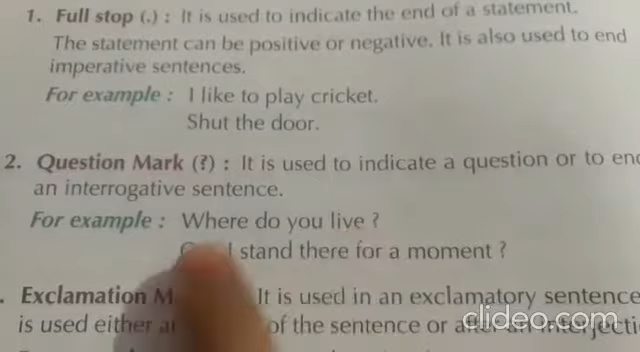 1. Full stop (.) : It is used to indicate the end of a statement.
The statement can be positive or negative. It is also used to end
imperative sentences.
For example : I like to play cricket.
Shut the door.
2. Question Mark (?) : It is used to indicate a question or to end
an interrogative sentence.
For example : Where do you live ?
I stand there for a moment ?
. Exclamation It is used in an exclamatory sentence
is used either of the sentence or after an
clideo.com